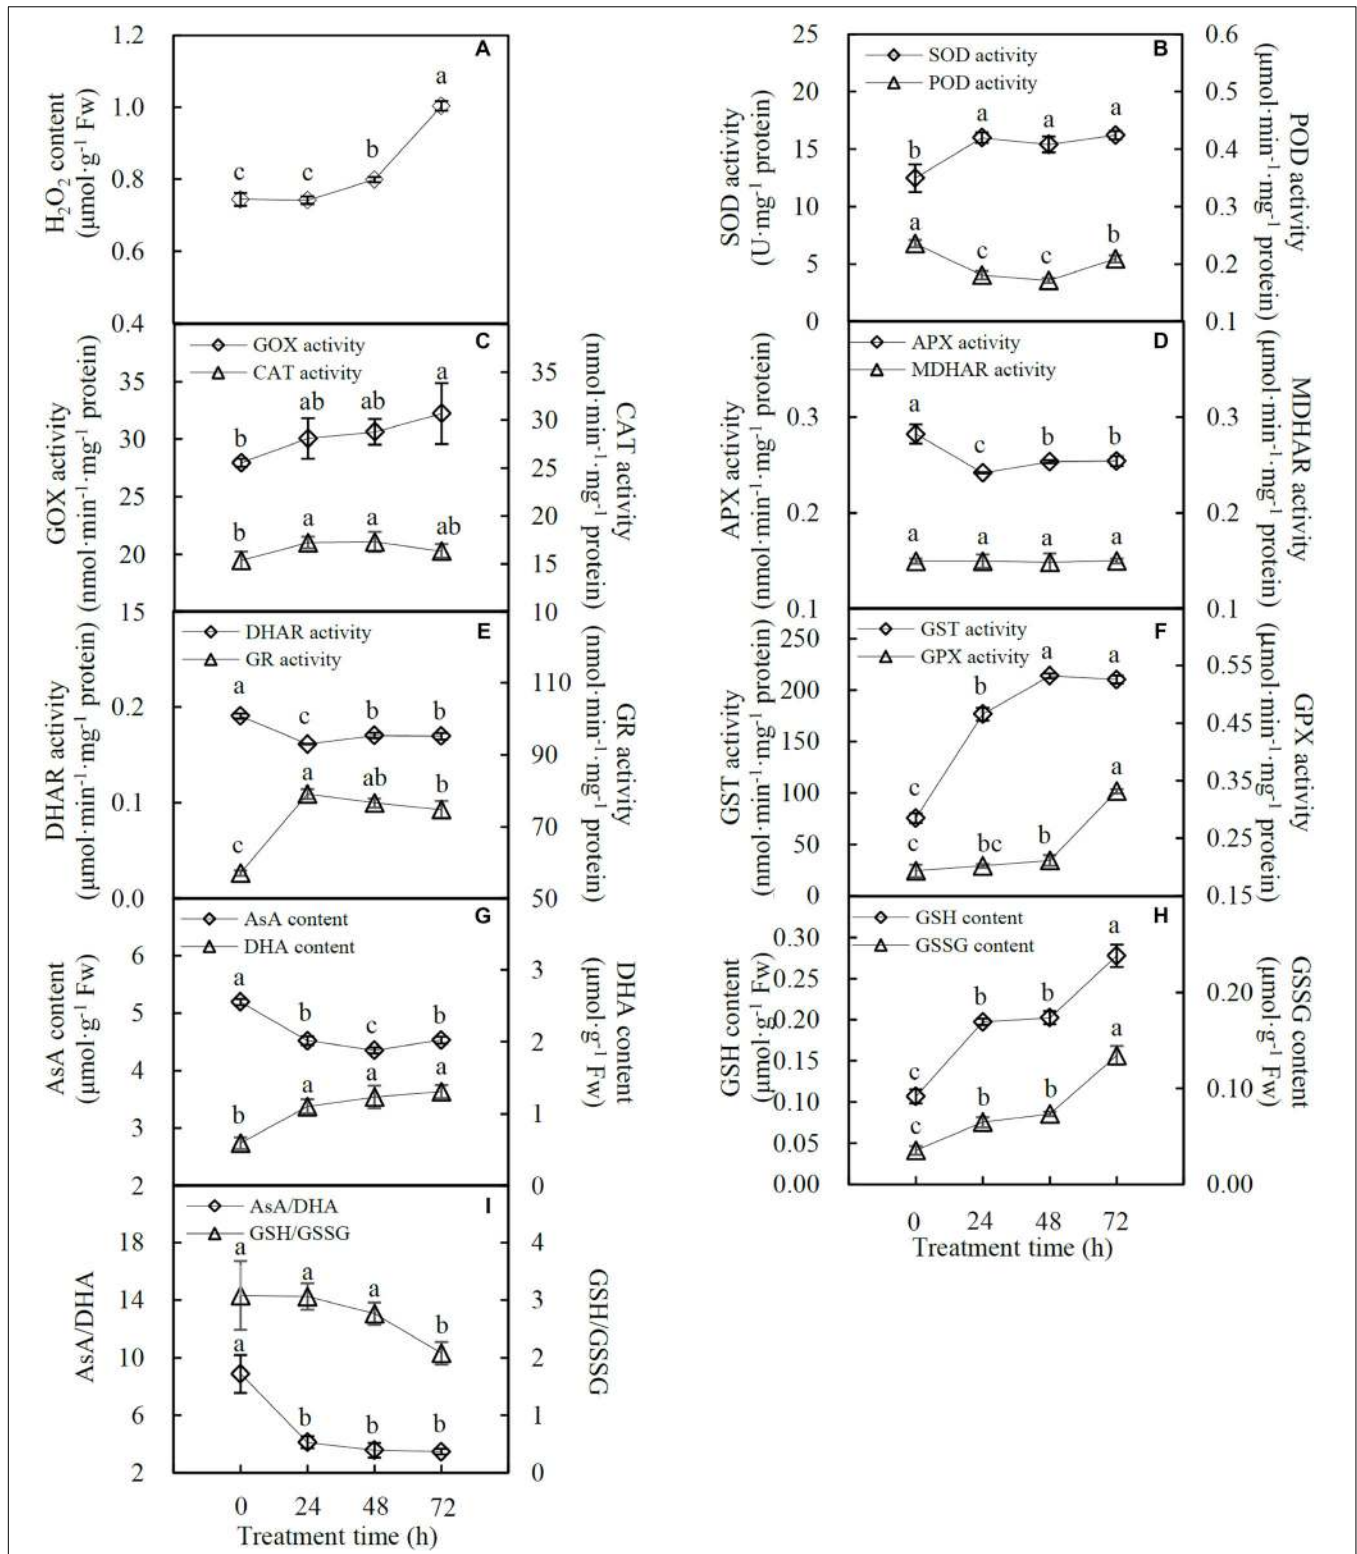 A
H₂O₂ content
(μmol·g⁻¹ Fw)
1.2
1.0
0.8
0.6
0.4
c
c
b
a
B
SOD activity
POD activity
SOD activity
(U·mg⁻¹ protein)
25
20
15
10
5
0
b
a
a
a
a
c
c
b
0.6
0.5
0.4
0.3
0.2
0.1
POD activity
(μmol·min⁻¹·mg⁻¹ protein)
C
GOX activity
CAT activity
GOX activity
(nmol·min⁻¹·mg⁻¹ protein)
35
30
25
20
15
b
ab
ab
a
b
a
a
ab
35
30
25
20
15
10
CAT activity
(nmol·min⁻¹·mg⁻¹ protein)
D
APX activity
MDHAR activity
APX activity
(nmol·min⁻¹·mg⁻¹ protein)
0.3
0.2
0.1
a
c
b
b
a
a
a
a
0.3
0.2
0.1
MDHAR activity
(μmol·min⁻¹·mg⁻¹ protein)
E
DHAR activity
GR activity
DHAR activity
(μmol·min⁻¹·mg⁻¹ protein)
0.2
0.1
0.0
a
c
b
b
c
a
ab
b
110
90
70
50
GR activity
(nmol·min⁻¹·mg⁻¹ protein)
F
GST activity
GPX activity
GST activity
(nmol·min⁻¹·mg⁻¹ protein)
250
200
150
100
50
0
c
b
a
a
c
bc
b
a
0.55
0.45
0.35
0.25
0.15
GPX activity
(μmol·min⁻¹·mg⁻¹ protein)
G
AsA content
DHA content
AsA content
(μmol·g⁻¹ Fw)
6
5
4
3
2
a
b
c
b
b
a
a
a
3
2
1
0
DHA content
(μmol·g⁻¹ Fw)
H
GSH content
GSSG content
GSH content
(μmol·g⁻¹ Fw)
0.30
0.25
0.20
0.15
0.10
0.05
0.00
c
b
b
a
c
b
b
a
0.20
0.10
0.00
GSSG content
(μmol·g⁻¹ Fw)
0 24 48 72
Treatment time (h)
I
AsA/DHA
GSH/GSSG
AsA/DHA
18
14
10
6
2
a
a
a
b
a
b
b
b
4
3
2
1
0
GSH/GSSG
0 24 48 72
Treatment time (h)